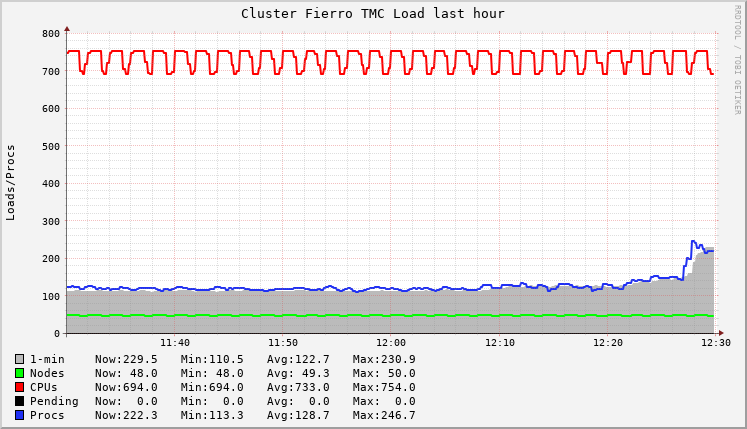 Cluster Fierro TMC Load last hour
RRDTOOL / TOBI OETIKER
Loads/Procs
800
700
600
500
400
300
200
100
0
11:40 11:50 12:00 12:10 12:20 12:30
1-min Now:229.5 Min:110.5 Avg:122.7 Max:230.9
Nodes Now: 48.0 Min: 48.0 Avg: 49.3 Max: 50.0
CPUs Now:694.0 Min:694.0 Avg:733.0 Max:754.0
Pending Now: 0.0 Min: 0.0 Avg: 0.0 Max: 0.0
Procs Now:222.3 Min:113.3 Avg:128.7 Max:246.7